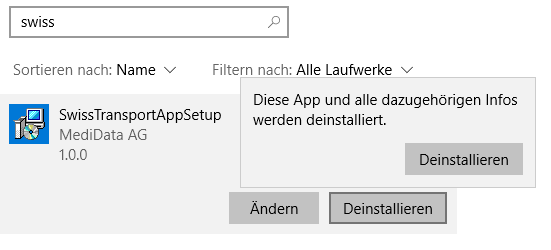 swiss
Sortieren nach: Name Filtern nach: Alle Laufwerke
SwissTransportAppSetup
MediData AG
1.0.0
Diese App und alle dazugehörigen Infos
werden deinstalliert.
Deinstallieren
Ändern Deinstallieren